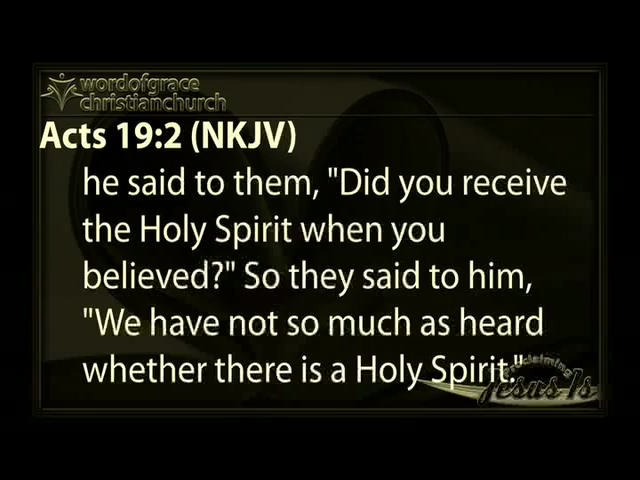 wordofgrace
christianchurch
Acts 19:2 (NKJV)
he said to them, "Did you receive
the Holy Spirit when you
believed?" So they said to him,
"We have not so much as heard
whether there is a Holy Spirit."
proclaiming
Jesus Is